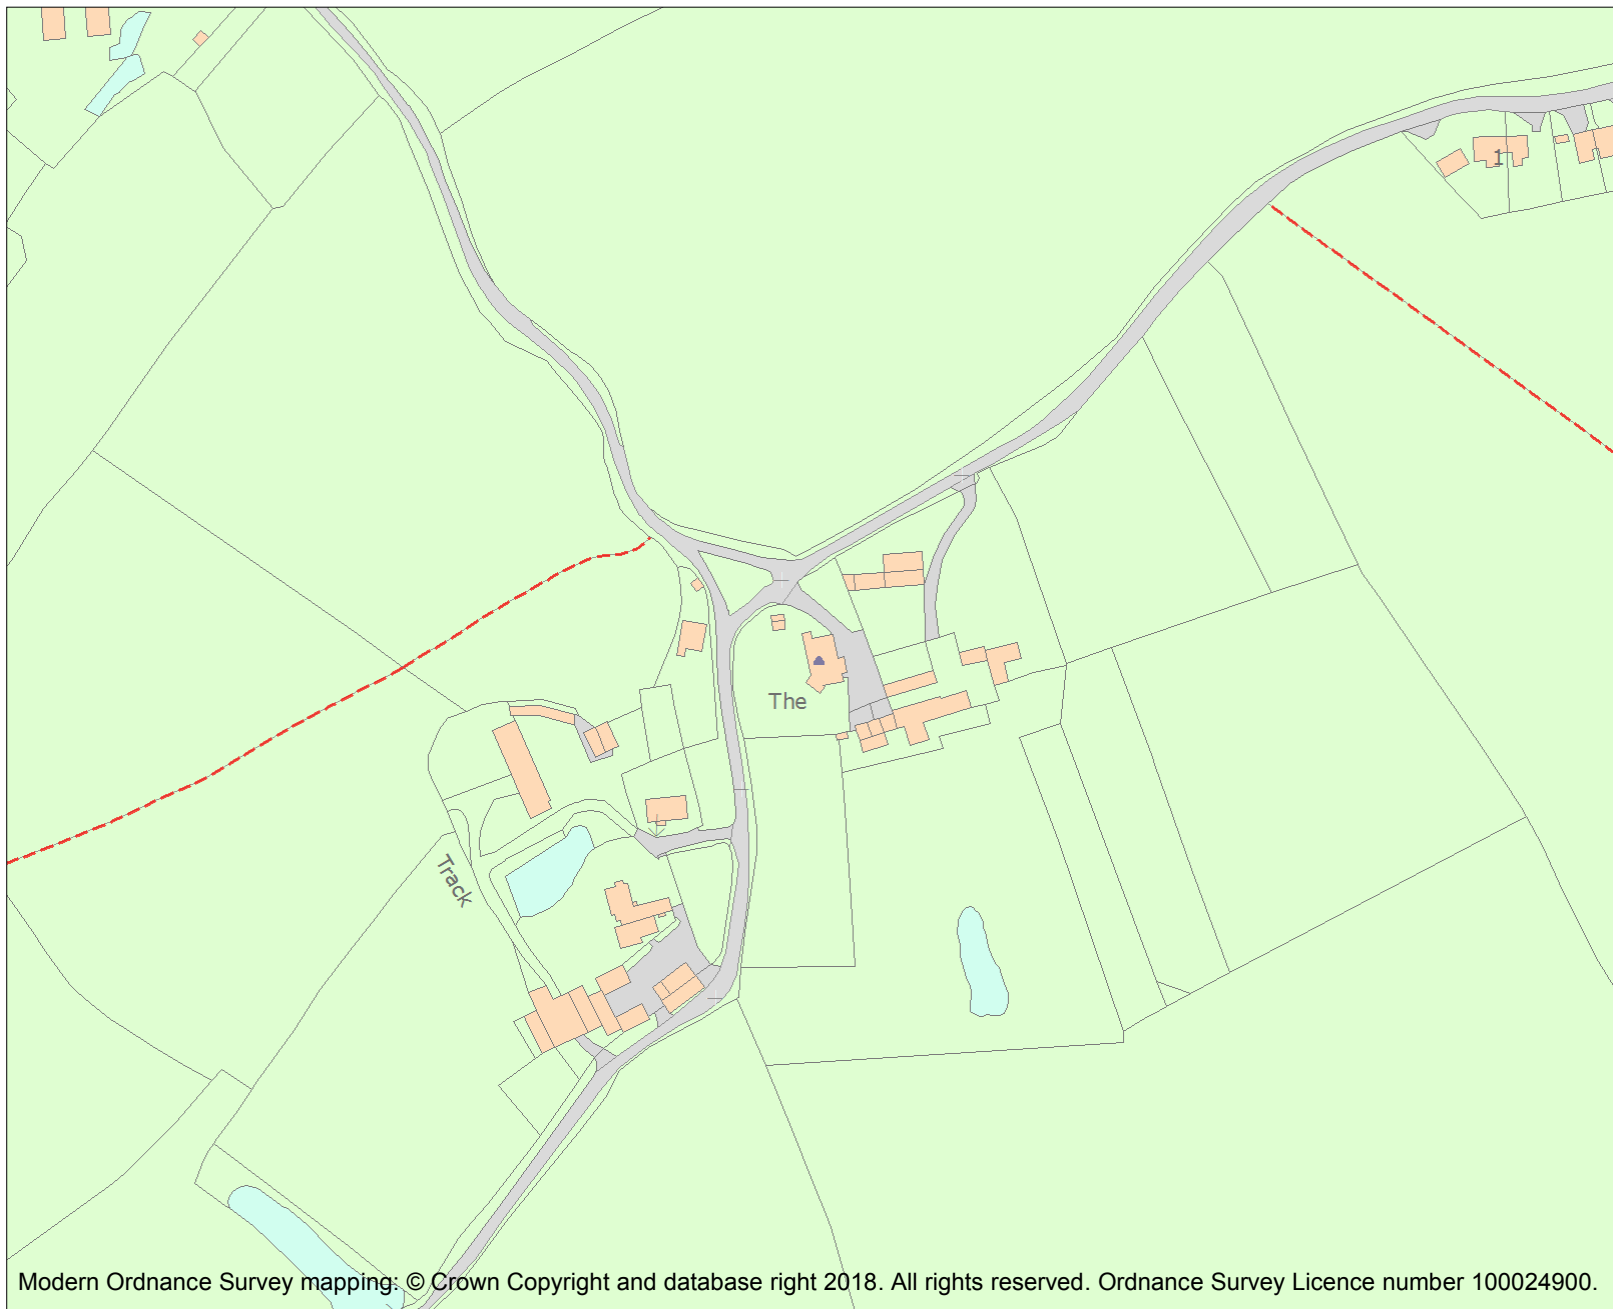 1
The
Track
Modern Ordnance Survey mapping: © Crown Copyright and database right 2018. All rights reserved. Ordnance Survey Licence number 100024900.